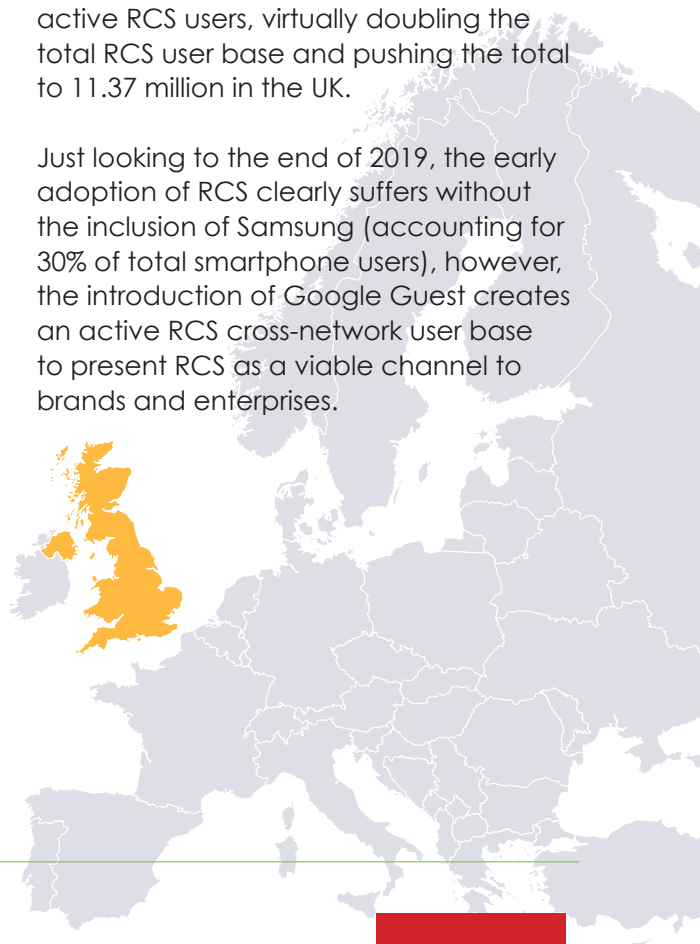 active RCS users, virtually doubling the
total RCS user base and pushing the total
to 11.37 million in the UK.
Just looking to the end of 2019, the early
adoption of RCS clearly suffers without
the inclusion of Samsung (accounting for
30% of total smartphone users), however,
the introduction of Google Guest creates
an active RCS cross-network user base
to present RCS as a viable channel to
brands and enterprises.